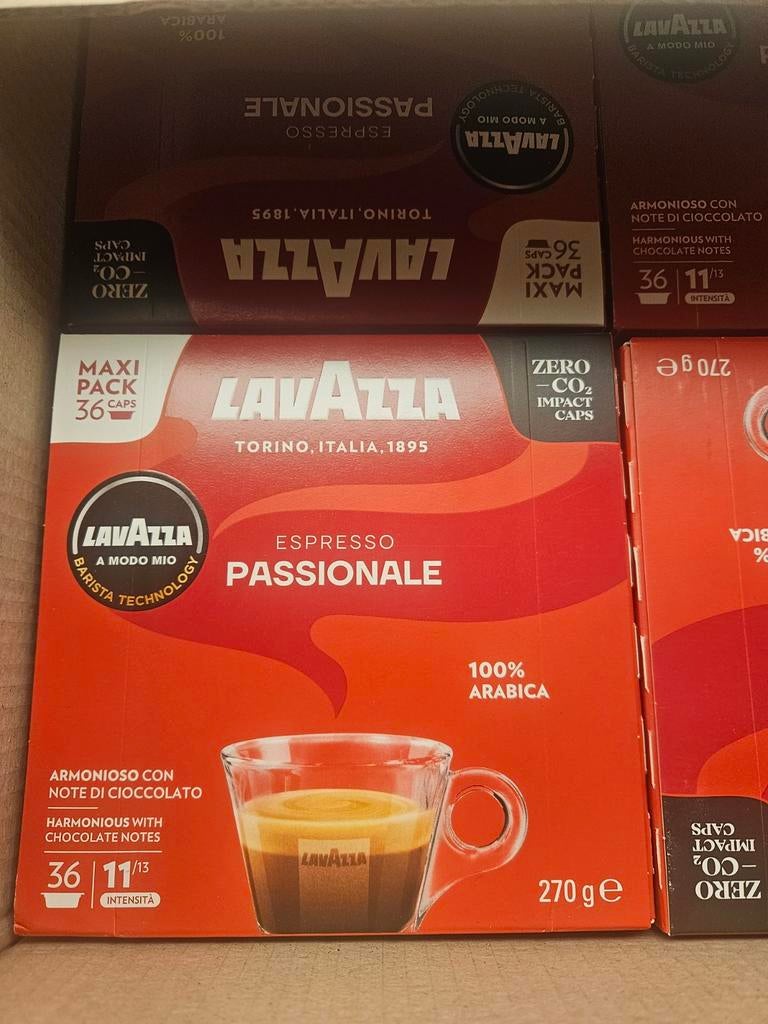 100%
ARABICA
ESPRESSO
PASSIONALE
LAVAZZA
A MODO MIO
BARISTA TECHNOLOGY
LAVAZZA
TORINO, ITALIA, 1895
MAXI
PACK
36 CAPS
ZERO
–CO₂
IMPACT
CAPS
LAVAZZA
A MODO MIO
BARISTA TECHNOLOGY
ARMONIOSO CON
NOTE DI CIOCCOLATO
HARMONIOUS WITH
CHOCOLATE NOTES
36 11/13
INTENSITÀ
MAXI
PACK
36 CAPS
LAVAZZA
TORINO, ITALIA, 1895
ZERO
–CO₂
IMPACT
CAPS
LAVAZZA
A MODO MIO
BARISTA TECHNOLOGY
ESPRESSO
PASSIONALE
100%
ARABICA
ARMONIOSO CON
NOTE DI CIOCCOLATO
HARMONIOUS WITH
CHOCOLATE NOTES
36 11/13
INTENSITÀ
LAVAZZA
270 g ℮
270 g ℮
ZERO
–CO₂
IMPACT
CAPS